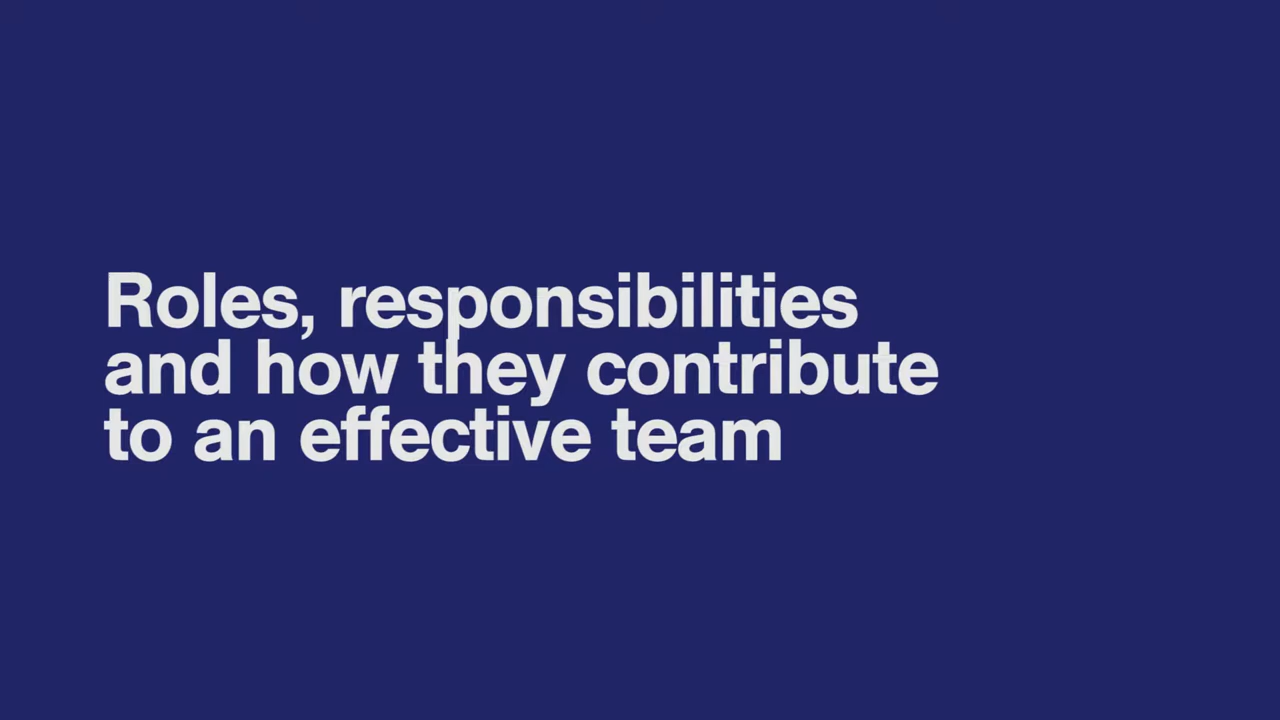 Roles, responsibilities
and how they contribute
to an effective team